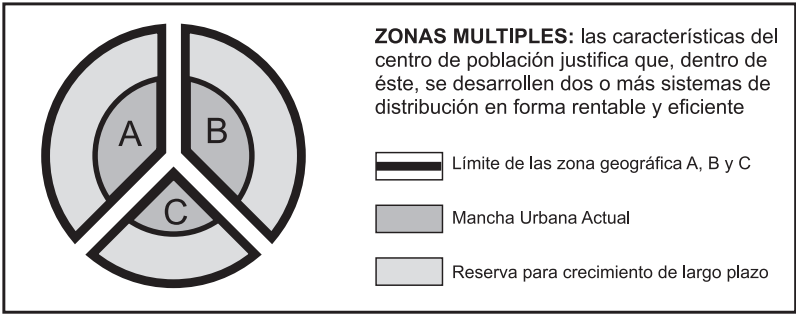 A
B
C
ZONAS MULTIPLES: las características del
centro de población justifica que, dentro de
éste, se desarrollen dos o más sistemas de
distribución en forma rentable y eficiente
Límite de las zona geográfica A, B y C
Mancha Urbana Actual
Reserva para crecimiento de largo plazo